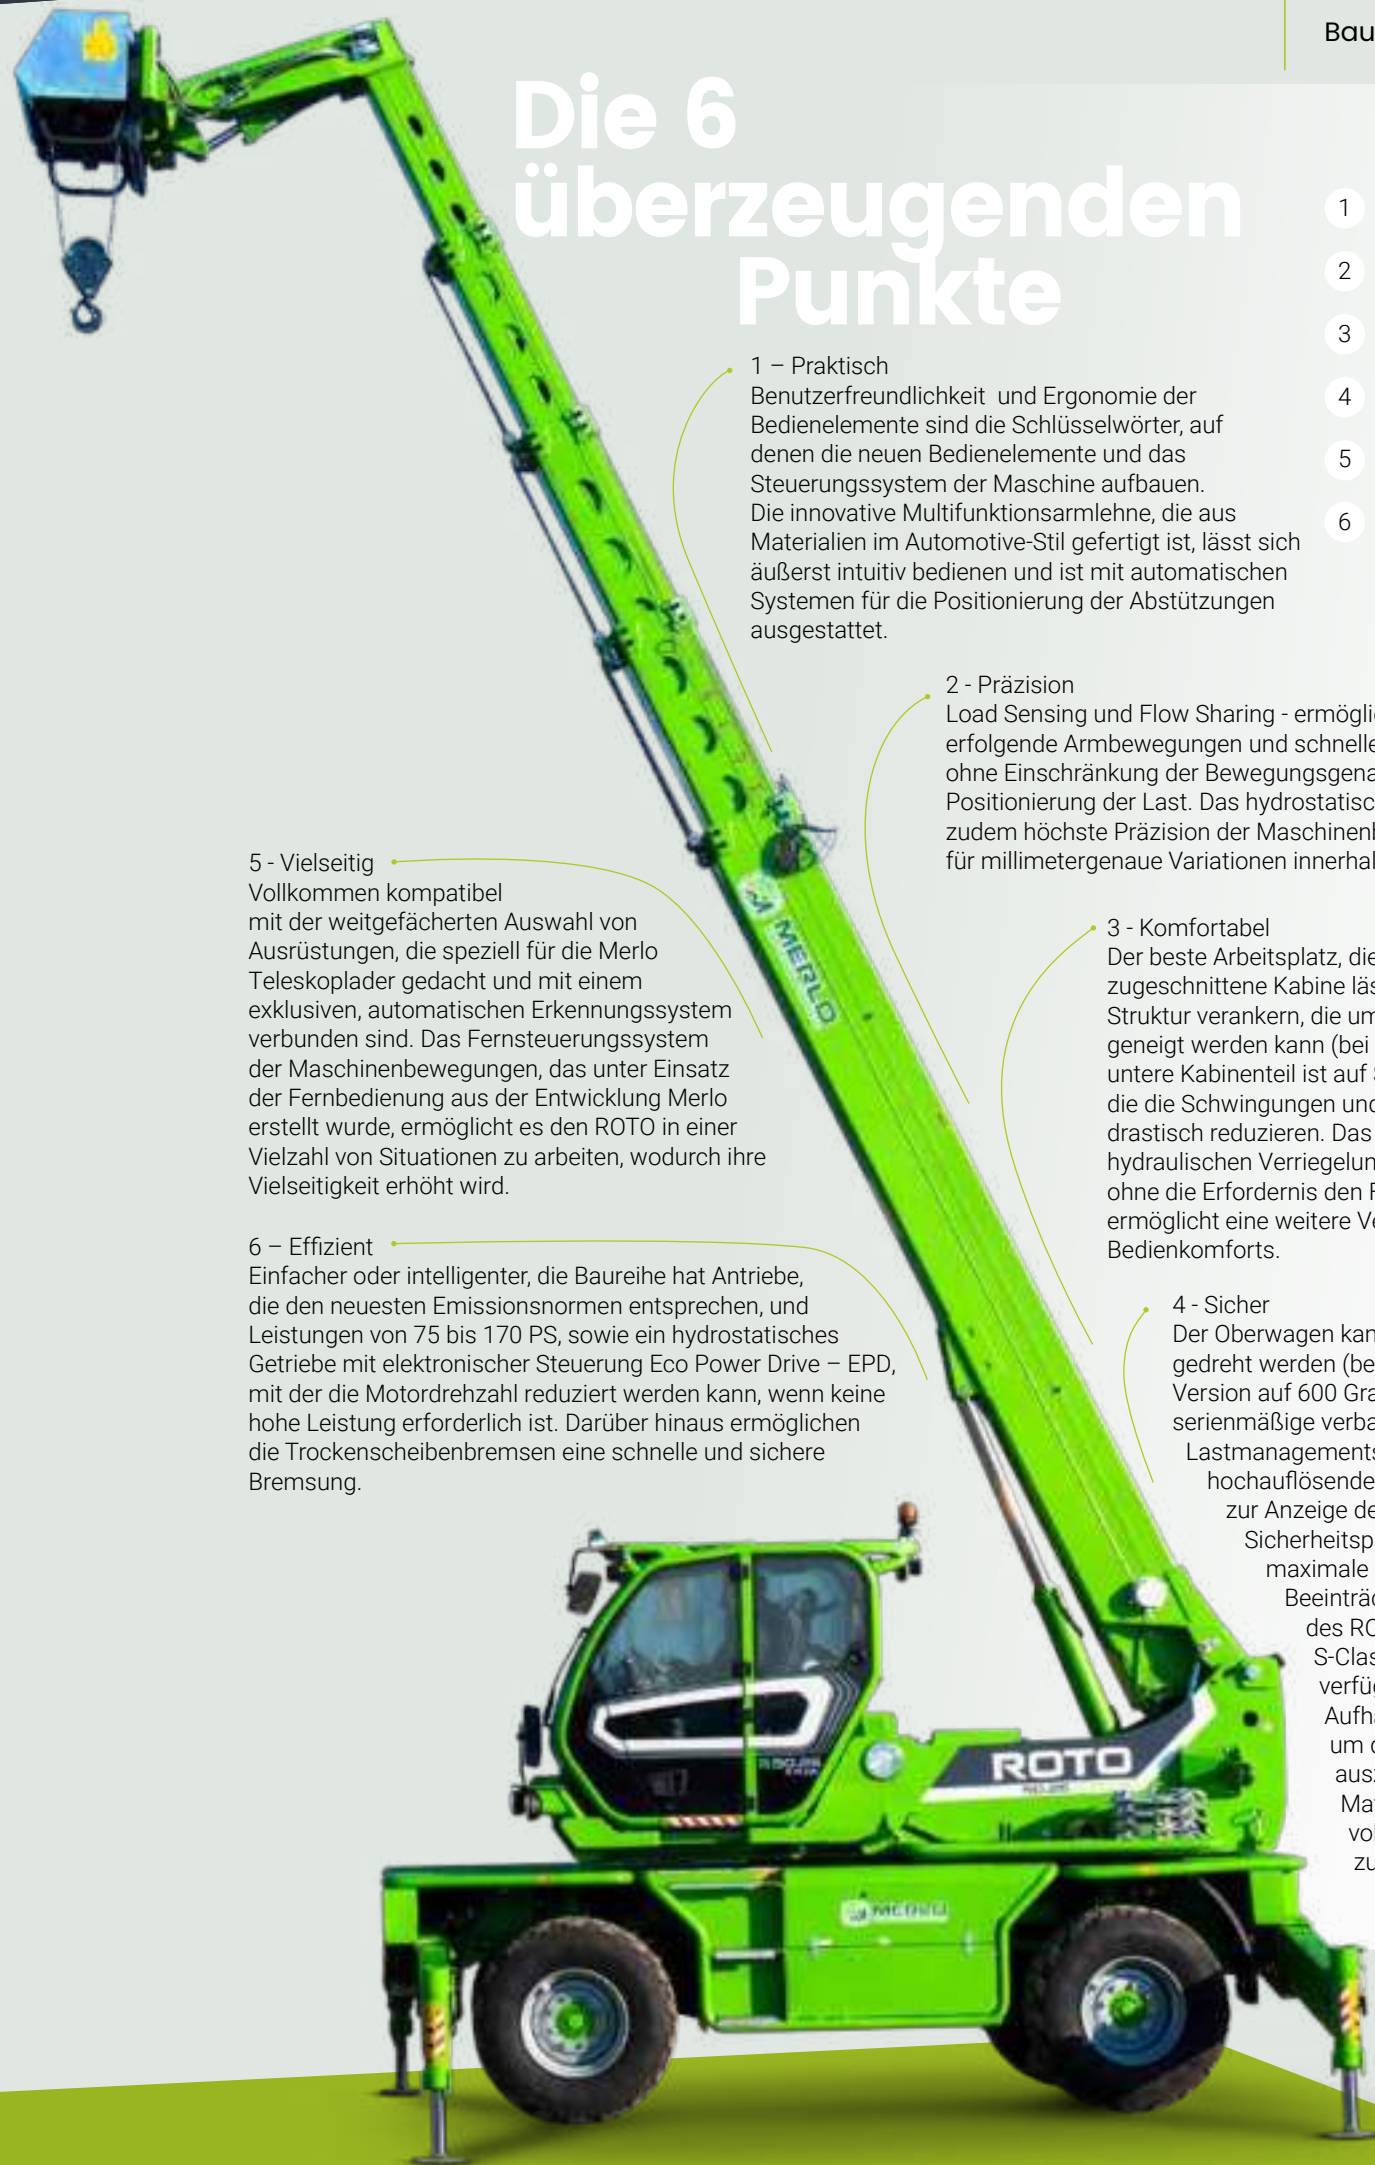 Bau
Die 6
überzeugenden
Punkte
1
2
3
4
5
6
1 – Praktisch
Benutzerfreundlichkeit und Ergonomie der
Bedienelemente sind die Schlüsselwörter, auf
denen die neuen Bedienelemente und das
Steuerungssystem der Maschine aufbauen.
Die innovative Multifunktionsarmlehne, die aus
Materialien im Automotive-Stil gefertigt ist, lässt sich
äußerst intuitiv bedienen und ist mit automatischen
Systemen für die Positionierung der Abstützungen
ausgestattet.
2 - Präzision
Load Sensing und Flow Sharing - ermögli
erfolgende Armbewegungen und schnelle
ohne Einschränkung der Bewegungsgena
Positionierung der Last. Das hydrostatisc
zudem höchste Präzision der Maschinenb
für millimetergenaue Variationen innerhal
3 - Komfortabel
Der beste Arbeitsplatz, die
zugeschnittene Kabine läs
Struktur verankern, die um
geneigt werden kann (bei
untere Kabinenteil ist auf S
die die Schwingungen und
drastisch reduzieren. Das
hydraulischen Verriegelun
ohne die Erfordernis den F
ermöglicht eine weitere Ve
Bedienkomforts.
4 - Sicher
Der Oberwagen kan
gedreht werden (be
Version auf 600 Gra
serienmäßige verba
Lastmanagements
hochauflösende
zur Anzeige de
Sicherheitsp
maximale
Beeinträc
des RO
S-Clas
verfüg
Aufha
um d
ausz
Mat
vol
zu
5 - Vielseitig
Vollkommen kompatibel
mit der weitgefächerten Auswahl von
Ausrüstungen, die speziell für die Merlo
Teleskoplader gedacht und mit einem
exklusiven, automatischen Erkennungssystem
verbunden sind. Das Fernsteuerungssystem
der Maschinenbewegungen, das unter Einsatz
der Fernbedienung aus der Entwicklung Merlo
erstellt wurde, ermöglicht es den ROTO in einer
Vielzahl von Situationen zu arbeiten, wodurch ihre
Vielseitigkeit erhöht wird.
6 – Effizient
Einfacher oder intelligenter, die Baureihe hat Antriebe,
die den neuesten Emissionsnormen entsprechen, und
Leistungen von 75 bis 170 PS, sowie ein hydrostatisches
Getriebe mit elektronischer Steuerung Eco Power Drive – EPD,
mit der die Motordrehzahl reduziert werden kann, wenn keine
hohe Leistung erforderlich ist. Darüber hinaus ermöglichen
die Trockenscheibenbremsen eine schnelle und sichere
Bremsung.
MERLO
ROTO
MERLO